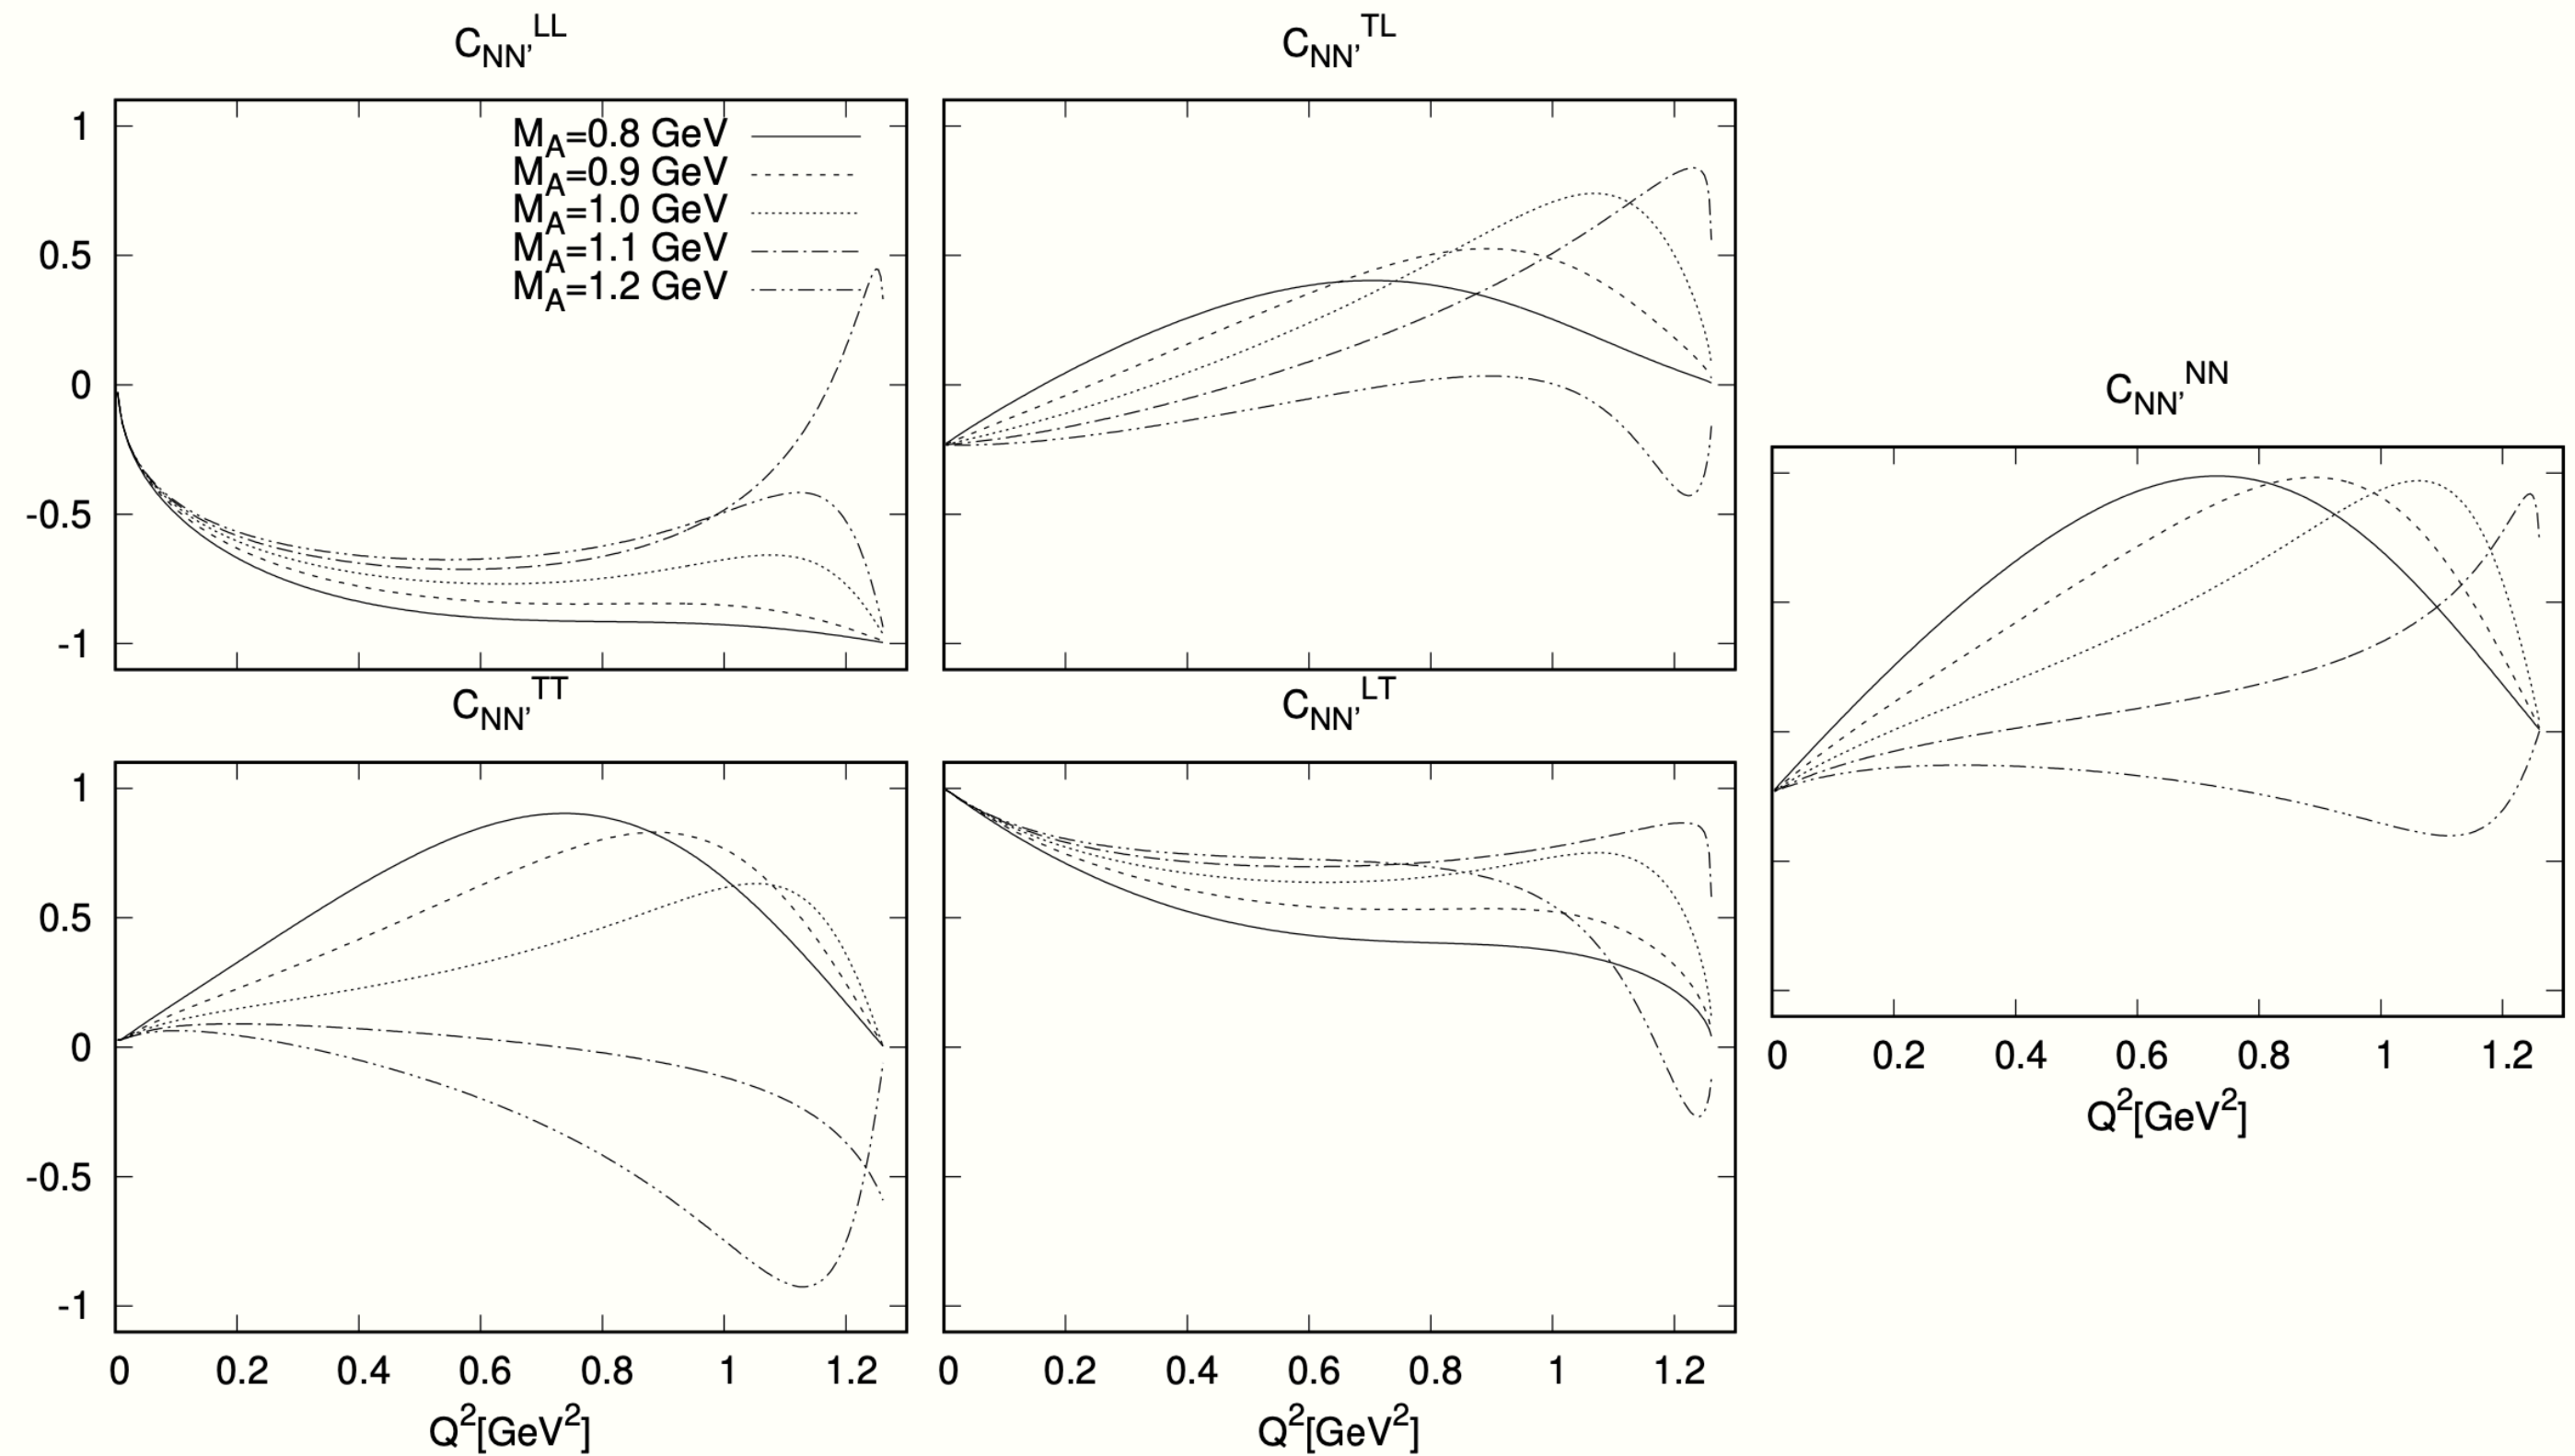 C_NN'^LL
1
0.5
0
-0.5
-1
M_A=0.8 GeV
M_A=0.9 GeV
M_A=1.0 GeV
M_A=1.1 GeV
M_A=1.2 GeV
C_NN'^TL
C_NN'^TT
1
0.5
0
-0.5
-1
0 0.2 0.4 0.6 0.8 1 1.2
Q^2[GeV^2]
C_NN'^LT
0 0.2 0.4 0.6 0.8 1 1.2
Q^2[GeV^2]
C_NN'^NN
0 0.2 0.4 0.6 0.8 1 1.2
Q^2[GeV^2]